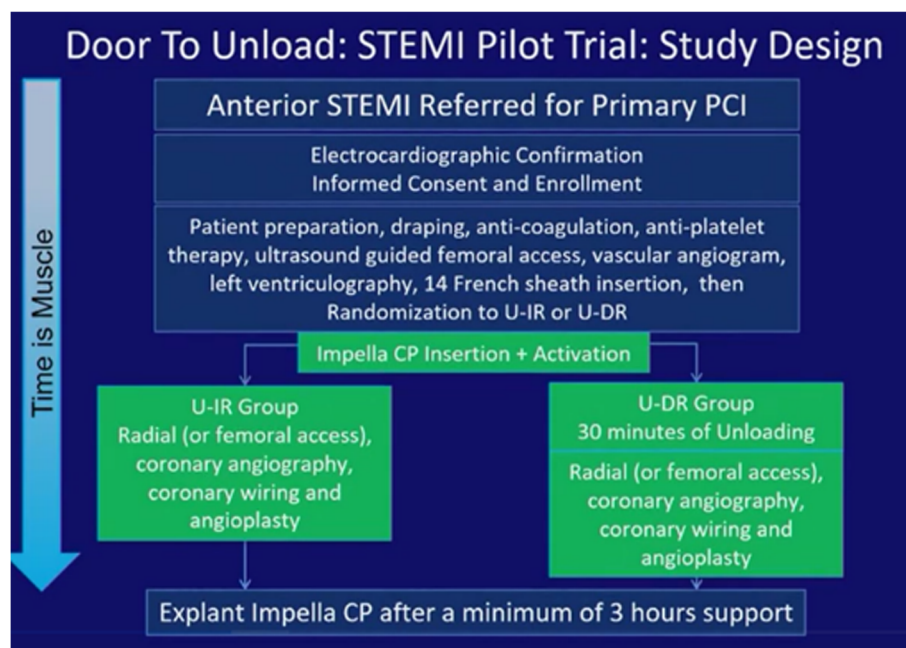 Door To Unload: STEMI Pilot Trial: Study Design
Time is Muscle
Anterior STEMI Referred for Primary PCI
Electrocardiographic Confirmation
Informed Consent and Enrollment
Patient preparation, draping, anti-coagulation, anti-platelet
therapy, ultrasound guided femoral access, vascular angiogram,
left ventriculography, 14 French sheath insertion, then
Randomization to U-IR or U-DR
Impella CP Insertion + Activation
U-IR Group
Radial (or femoral access),
coronary angiography,
coronary wiring and
angioplasty
U-DR Group
30 minutes of Unloading
Radial (or femoral access),
coronary angiography,
coronary wiring and
angioplasty
Explant Impella CP after a minimum of 3 hours support